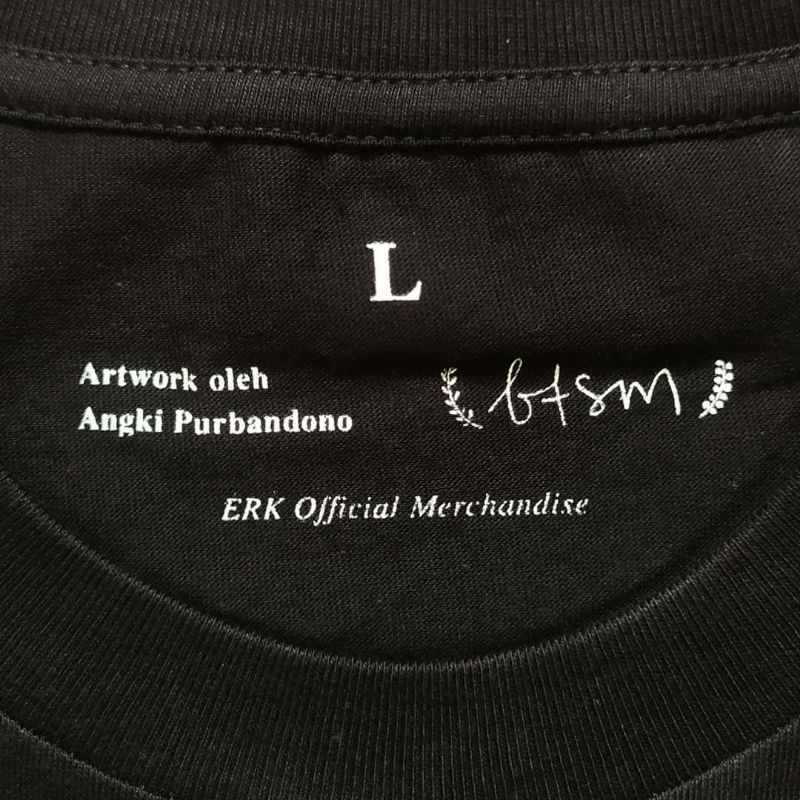 L
Artwork oleh
Angki Purbandono
btsm
ERK Official Merchandise